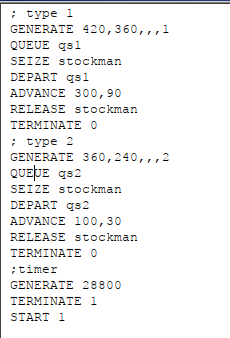 ; type 1
GENERATE 420,360,,,1
QUEUE qs1
SEIZE stockman
DEPART qs1
ADVANCE 300,90
RELEASE stockman
TERMINATE 0
; type 2
GENERATE 360,240,,,2
QUEUE qs2
SEIZE stockman
DEPART qs2
ADVANCE 100,30
RELEASE stockman
TERMINATE 0
;timer
GENERATE 28800
TERMINATE 1
START 1